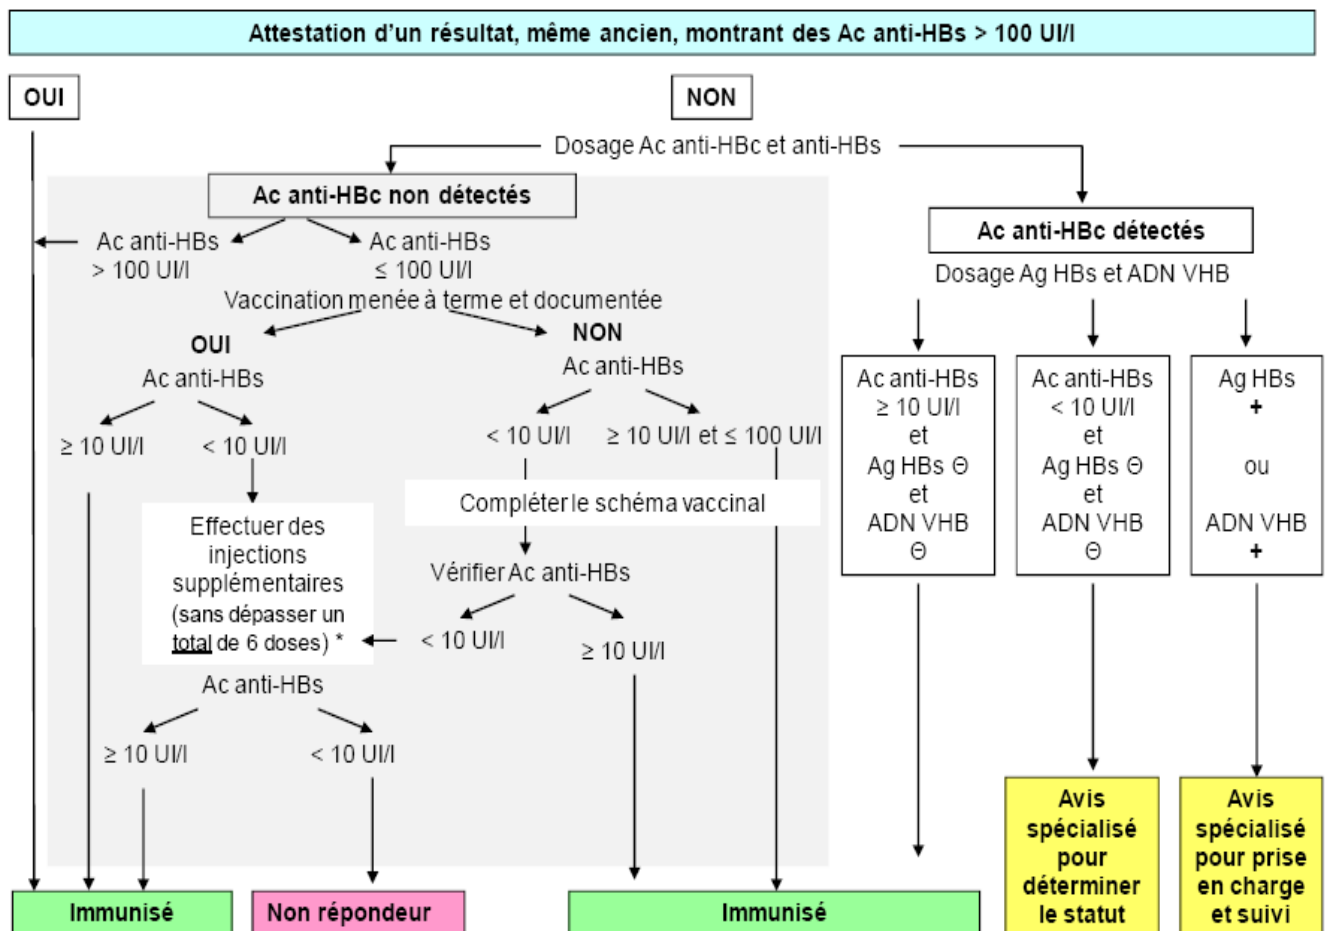 Attestation d'un résultat, même ancien, montrant des Ac anti-HBs > 100 UI/l
OUI
NON
Dosage Ac anti-HBc et anti-HBs
Ac anti-HBc non détectés
Ac anti-HBs
> 100 UI/l
Ac anti-HBs
≤ 100 UI/l
Vaccination menée à terme et documentée
OUI
Ac anti-HBs
≥ 10 UI/l
< 10 UI/l
NON
Ac anti-HBs
< 10 UI/l
≥ 10 UI/l et ≤ 100 UI/l
Effectuer des
injections
supplémentaires
(sans dépasser un
total de 6 doses) *
Compléter le schéma vaccinal
Vérifier Ac anti-HBs
< 10 UI/l
≥ 10 UI/l
Ac anti-HBs
≥ 10 UI/l
< 10 UI/l
Ac anti-HBc détectés
Dosage Ag HBs et ADN VHB
Ac anti-HBs
≥ 10 UI/l
et
Ag HBs Θ
et
ADN VHB
Θ
Ac anti-HBs
< 10 UI/l
et
Ag HBs Θ
et
ADN VHB
Θ
Ag HBs
+
ou
ADN VHB
+
Immunisé
Non répondeur
Immunisé
Avis
spécialisé
pour
déterminer
le statut
Avis
spécialisé
pour prise
en charge
et suivi